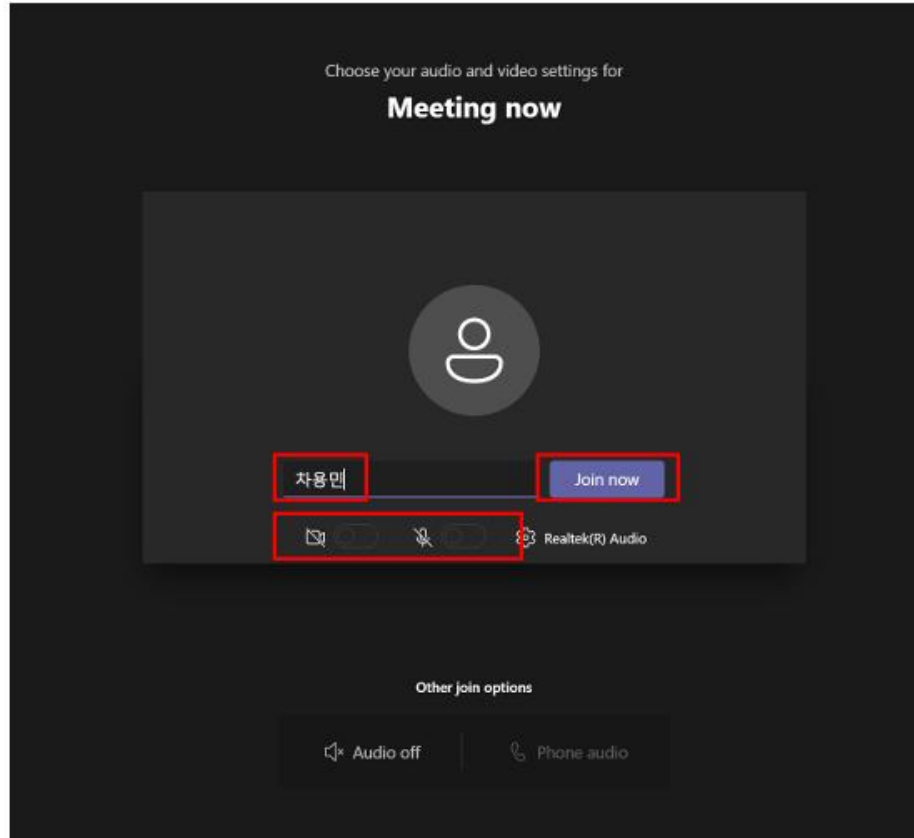 Choose your audio and video settings for
Meeting now
차용민
Join now
Realtek(R) Audio
Other join options
Audio off
Phone audio